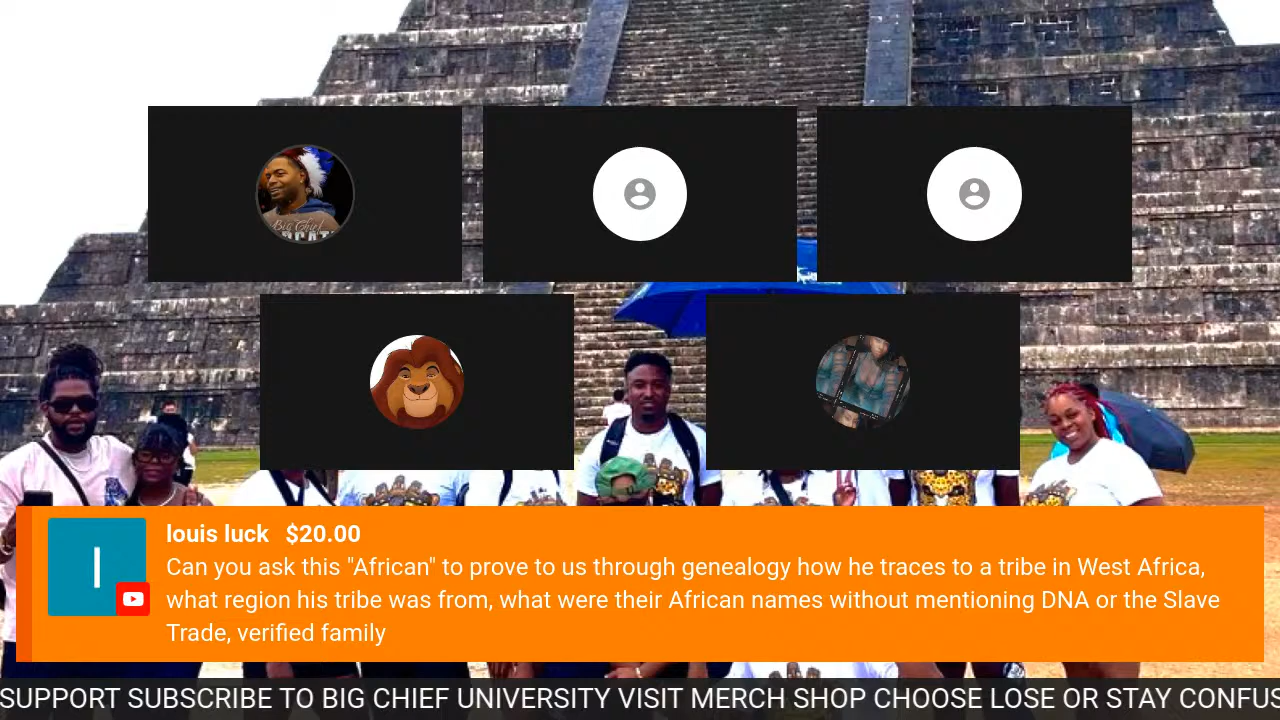 Big Chief
louis luck $20.00
Can you ask this "African" to prove to us through genealogy how he traces to a tribe in West Africa,
what region his tribe was from, what were their African names without mentioning DNA or the Slave
Trade, verified family
SUPPORT SUBSCRIBE TO BIG CHIEF UNIVERSITY VISIT MERCH SHOP CHOOSE LOSE OR STAY CONFUS